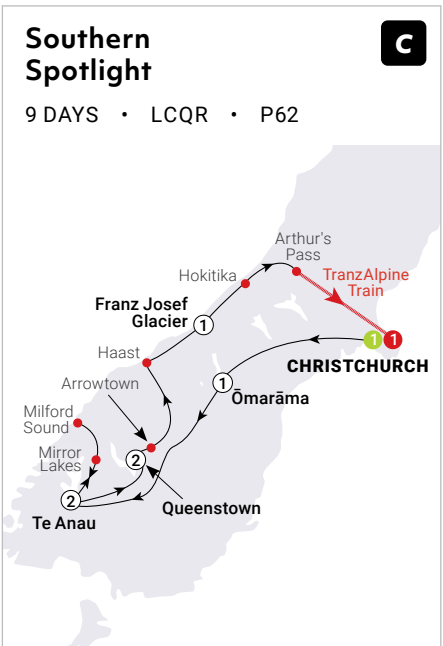 Southern
Spotlight
C
9 DAYS • LCQR • P62
Arthur's
Pass
TranzAlpine
Train
Hokitika
Franz Josef
Glacier
1
1 1
CHRISTCHURCH
Haast
Arrowtown
1
Ōmarāma
Milford
Sound
Mirror
Lakes
2
Queenstown
2
Te Anau